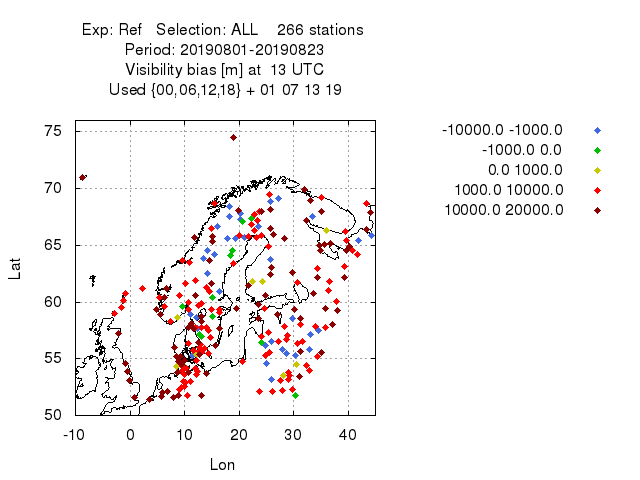 Exp: Ref   Selection: ALL    266 stations
Period: 20190801-20190823
Visibility bias [m] at  13 UTC
Used {00,06,12,18} + 01 07 13 19
-10000.0 -1000.0
-1000.0 0.0
0.0 1000.0
1000.0 10000.0
10000.0 20000.0
75
70
65
60
55
50
Lat
-10 0 10 20 30 40
Lon